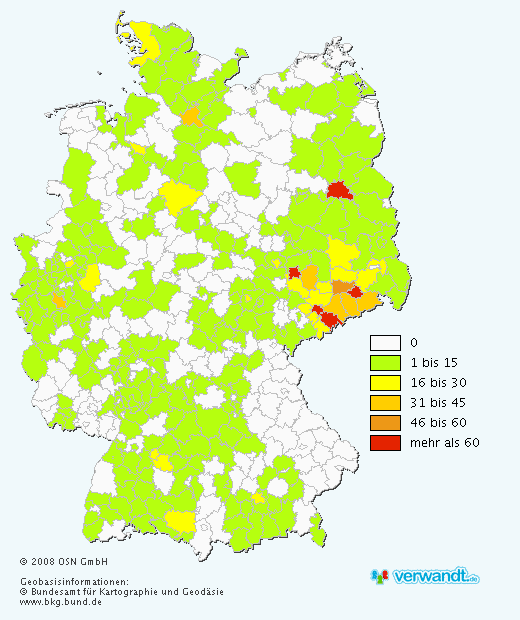 0
1 bis 15
16 bis 30
31 bis 45
46 bis 60
mehr als 60
© 2008 OSN GmbH
Geobasisinformationen:
© Bundesamt für Kartographie und Geodäsie
www.bkg.bund.de
verwandt.de